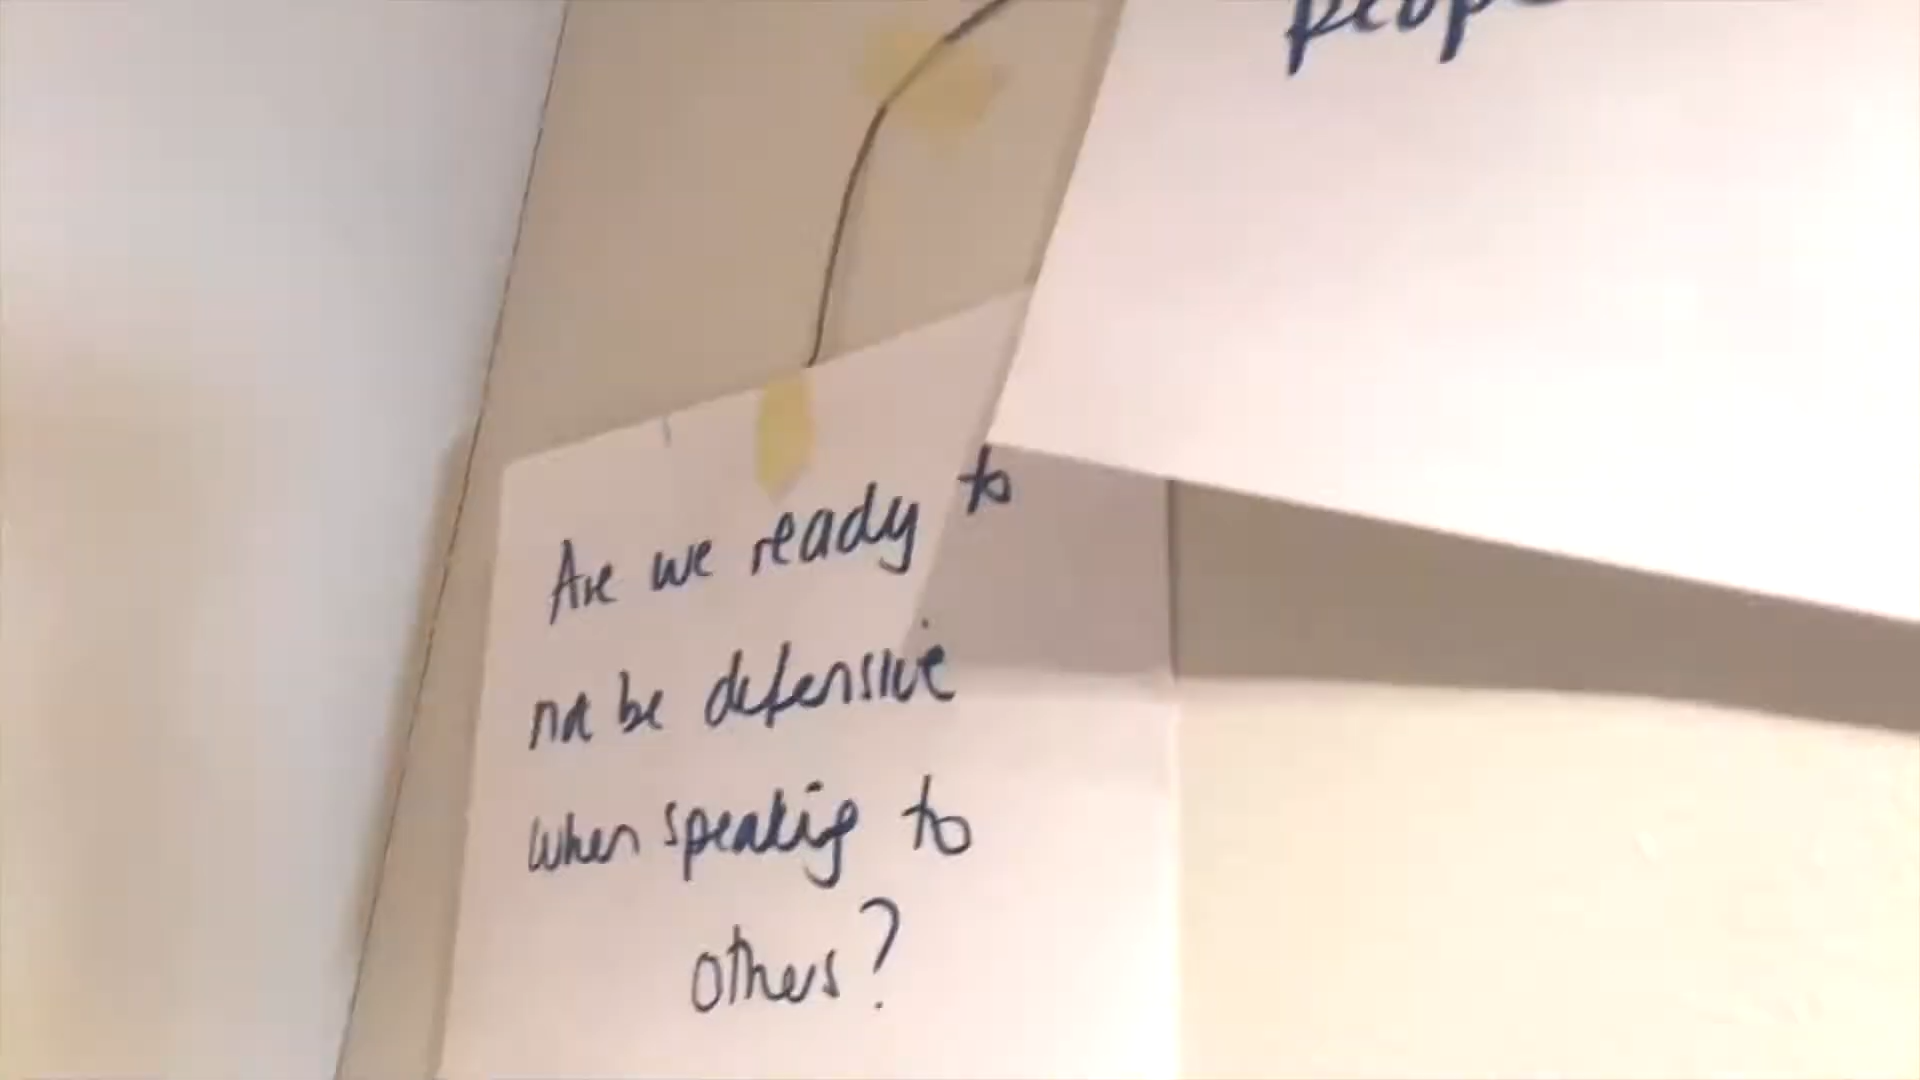 Are we ready to
not be defensive
when speaking to
others?